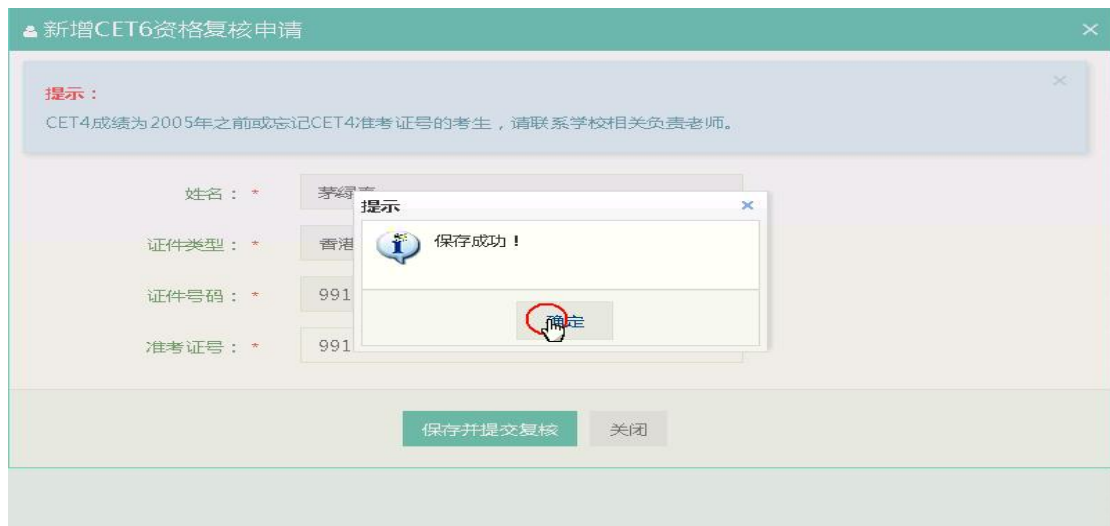 新增CET6资格复核申请
提示：
CET4成绩为2005年之前或忘记CET4准考证号的考生，请联系学校相关负责老师。
姓名： *
证件类型： * 香港
证件号码： * 991
准考证号： * 991
提示
保存成功！
确定
保存并提交复核 关闭